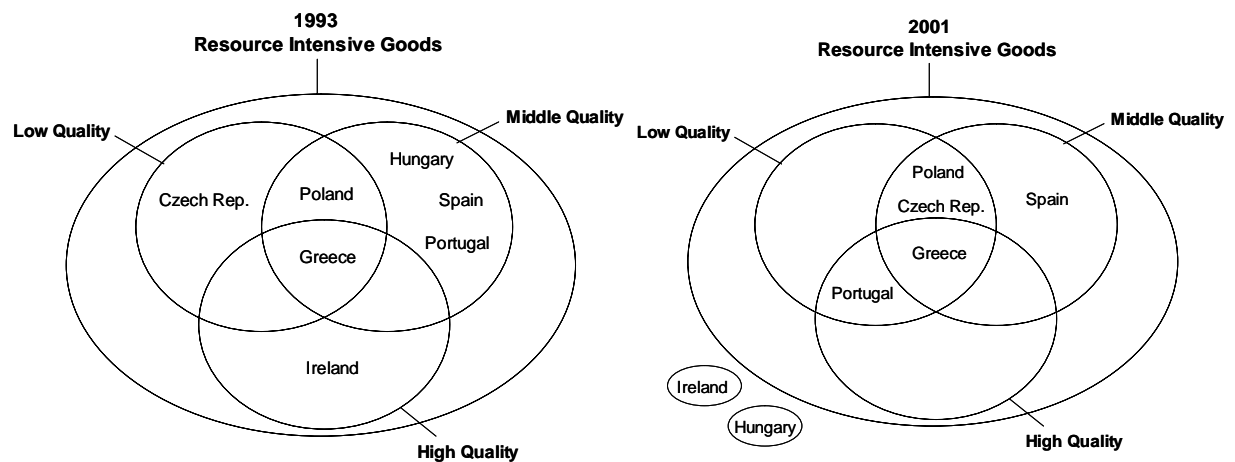 1993
Resource Intensive Goods
Low Quality
Middle Quality
Hungary
Czech Rep.
Poland
Spain
Portugal
Greece
Ireland
High Quality
2001
Resource Intensive Goods
Low Quality
Middle Quality
Poland
Czech Rep.
Spain
Greece
Portugal
Ireland
Hungary
High Quality